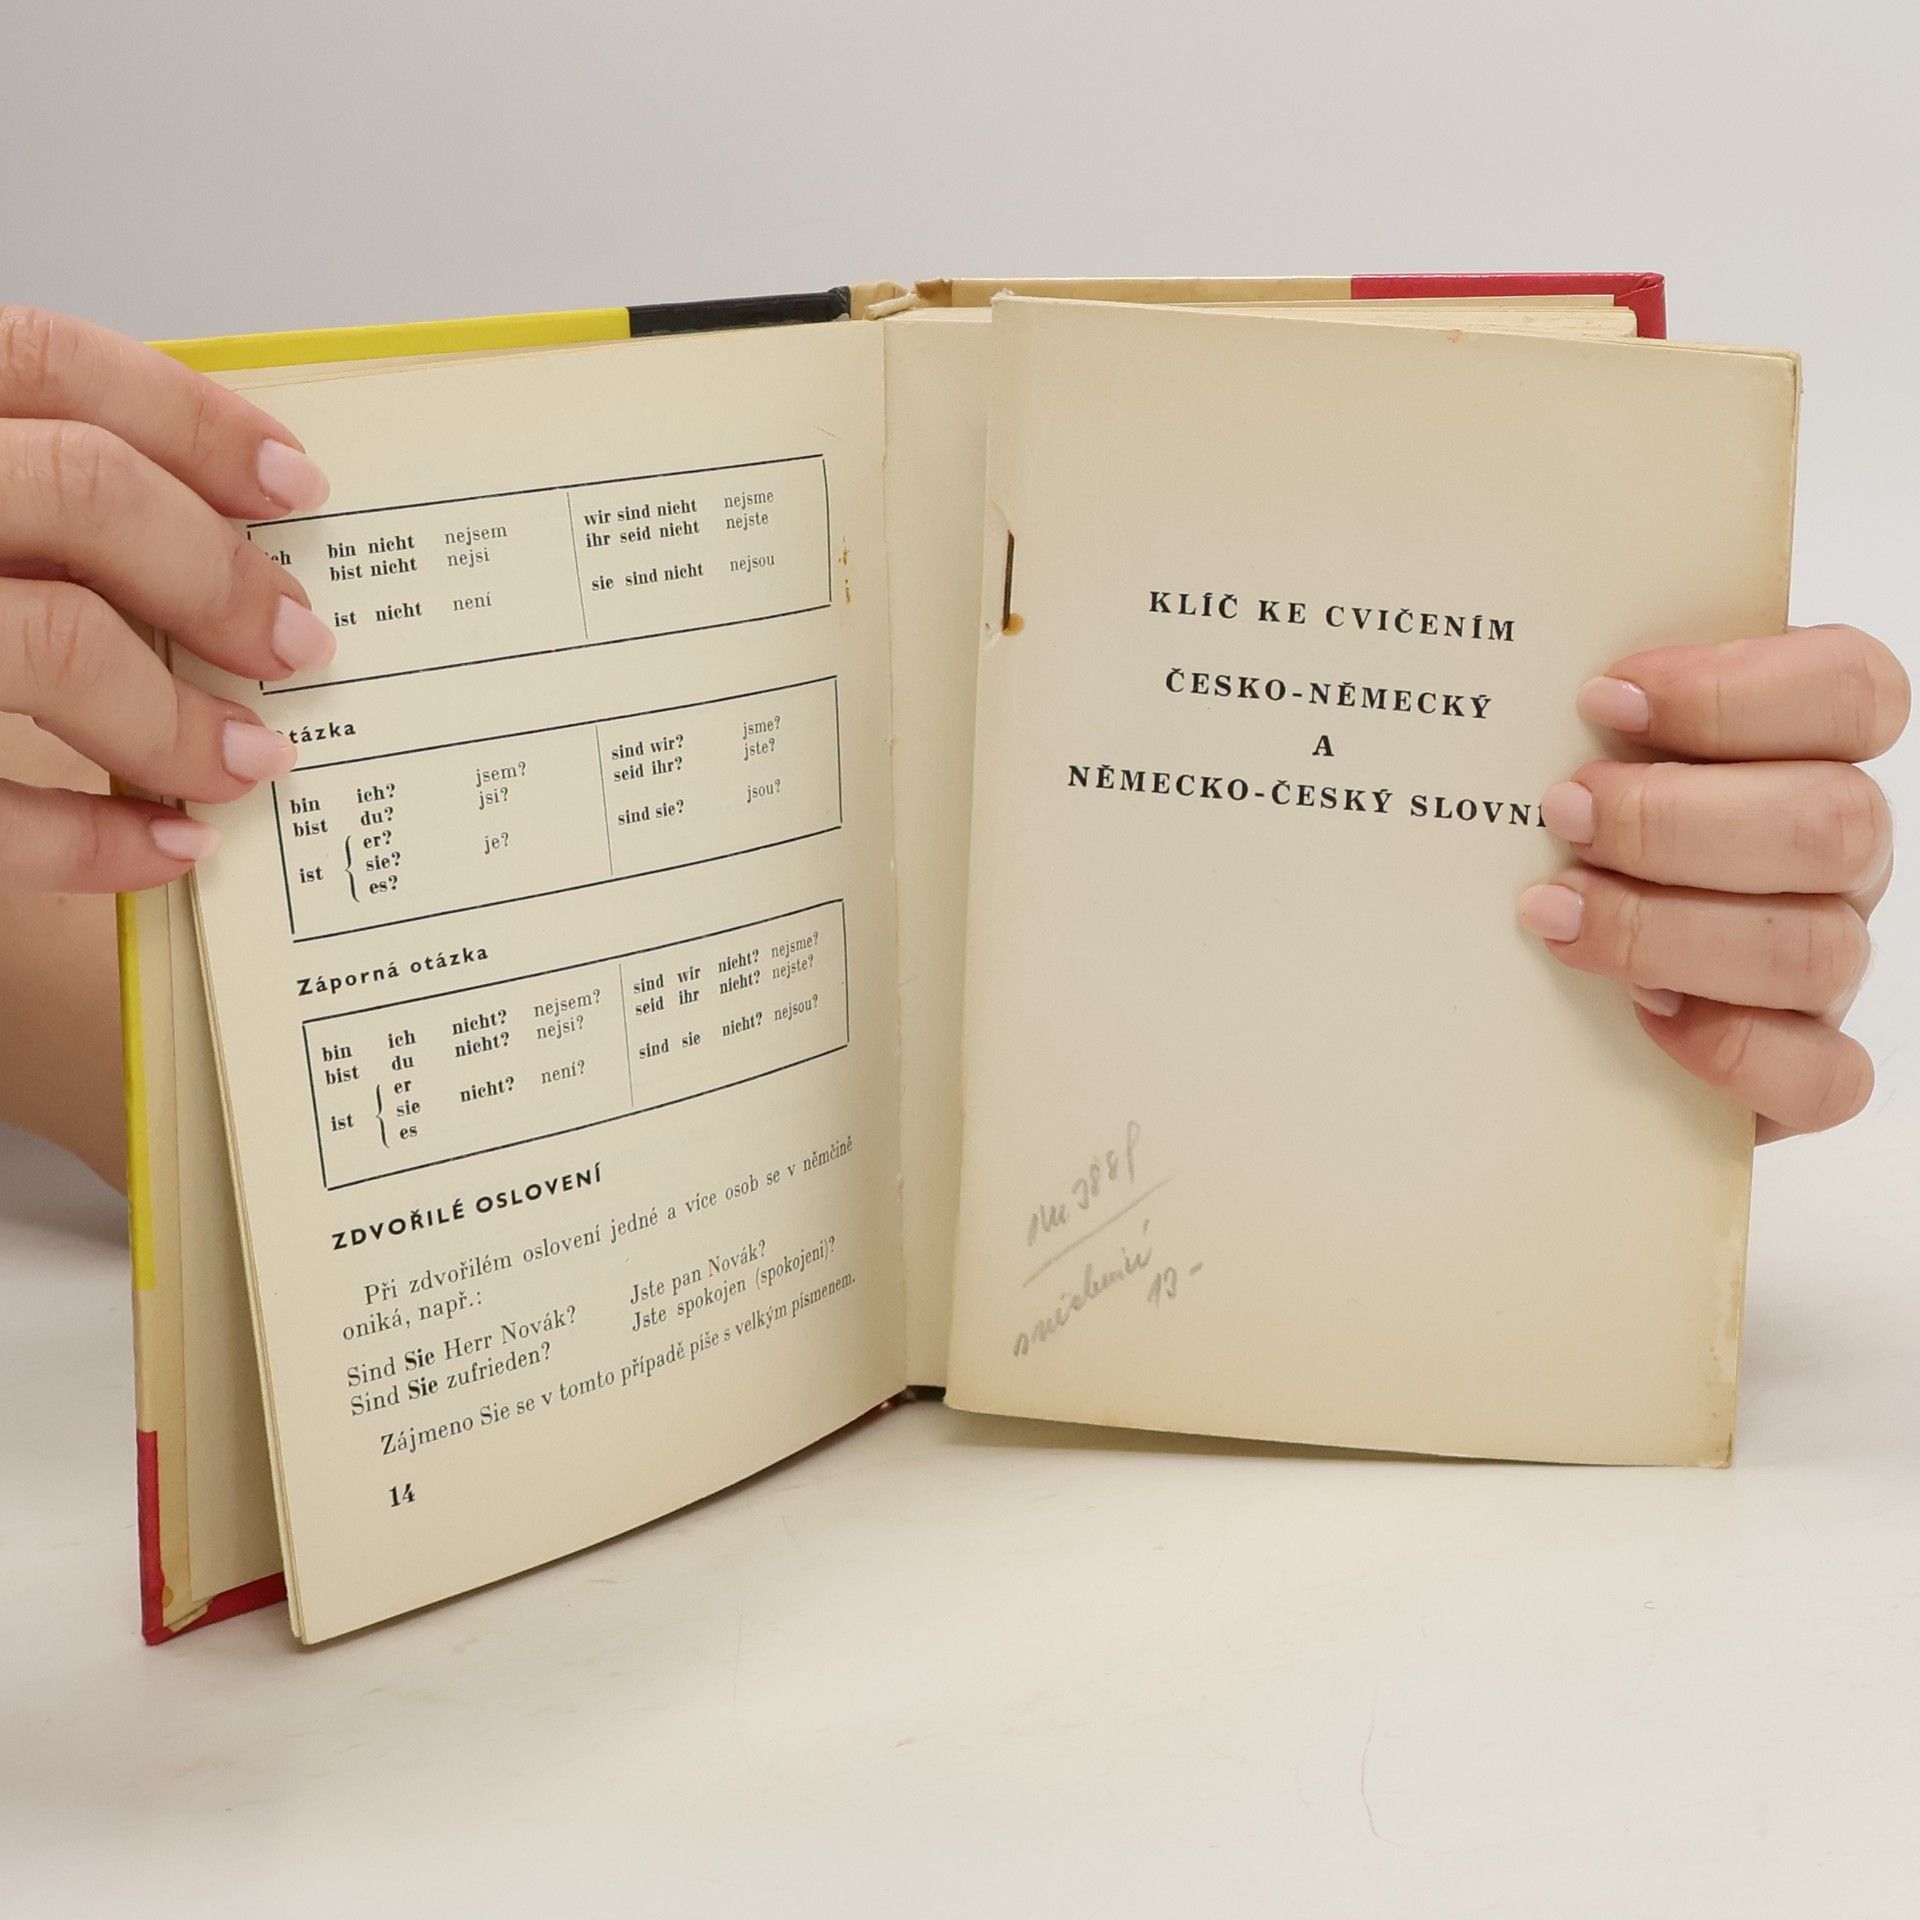 bin nicht nejsem
bist nicht nejsi
ist nicht není
wir sind nicht nejsme
ihr seid nicht nejste
sie sind nicht nejsou
Otázka
bin ich? jsem?
bist du? jsi?
er?
ist sie? je?
es?
sind wir? jsme?
seid ihr? jste?
sind sie? jsou?
Záporná otázka
bin ich nicht? nejsem?
bist du nicht? nejsi?
er
ist sie nicht? není?
es
sind wir nicht? nejsme?
seid ihr nicht? nejste?
sind sie nicht? nejsou?
ZDVOŘILÉ OSLOVENÍ
Při zdvořilém oslovení jedné a více osob se v němčině
oniká, např.:
Sind Sie Herr Novák? Jste pan Novák?
Sind Sie zufrieden? Jste spokojen (spokojeni)?
Zájmeno Sie se v tomto případě píše s velkým písmenem.
14
KLÍČ KE CVIČENÍM
ČESKO-NĚMECKÝ
A
NĚMECKO-ČESKÝ SLOVNÍ
13-